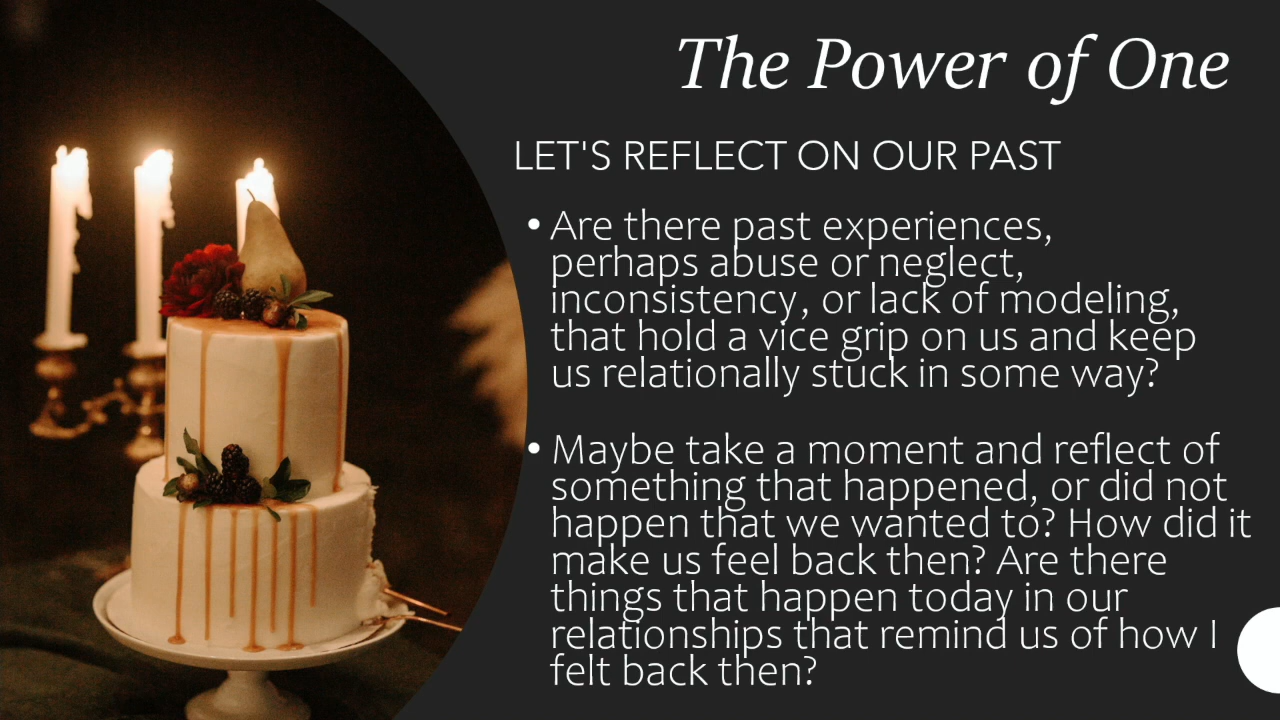 The Power of One
LET'S REFLECT ON OUR PAST
• Are there past experiences,
perhaps abuse or neglect,
inconsistency, or lack of modeling,
that hold a vice grip on us and keep
us relationally stuck in some way?
• Maybe take a moment and reflect of
something that happened, or did not
happen that we wanted to? How did it
make us feel back then? Are there
things that happen today in our
relationships that remind us of how I
felt back then?